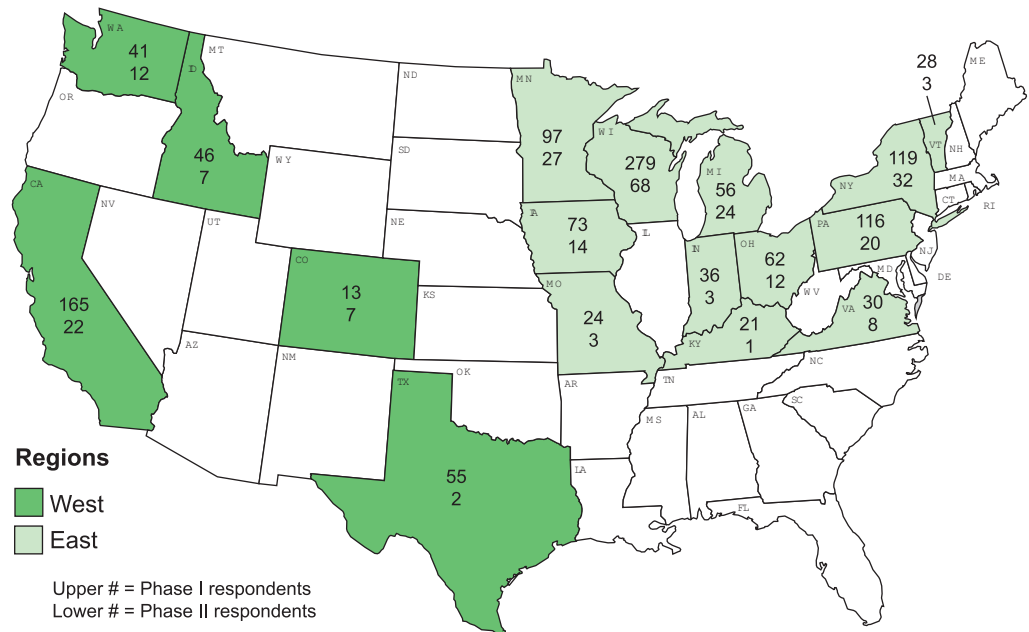 WA
41
12
ID
46
7
MT
ND
MN
97
27
WI
279
68
MI
56
24
28
3
ME
VT
NH
NY
119
32
MA
CT
RI
OR
WY
SD
IA
73
14
PA
116
20
NJ
CA
165
22
NV
UT
CO
13
7
NE
KS
MO
24
3
IL
IN
36
3
OH
62
12
WV
MD
DE
VA
30
8
KY
21
1
AZ
NM
TX
55
2
OK
AR
TN
NC
SC
MS
AL
GA
LA
FL
Regions
West
East
Upper # = Phase I respondents
Lower # = Phase II respondents